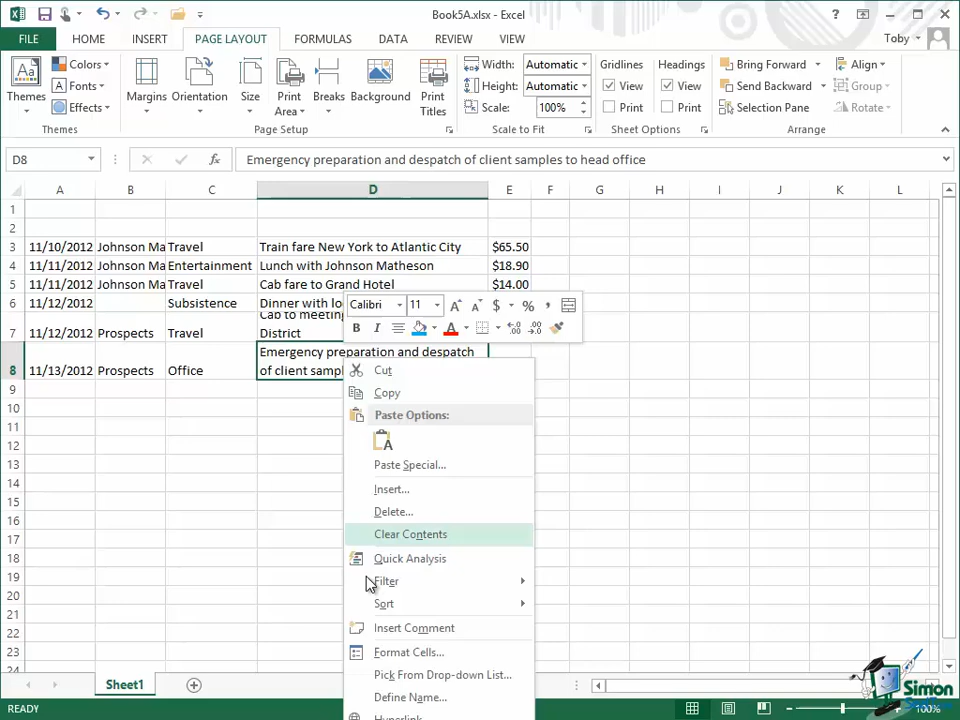 Book5A.xlsx - Excel
?
FILE HOME INSERT PAGE LAYOUT FORMULAS DATA REVIEW VIEW Toby
Aa Themes
Colors
Fonts
Effects
Themes
Margins Orientation Size Print Area Breaks Background Print Titles
Page Setup
Width: Automatic
Height: Automatic
Scale: 100%
Scale to Fit
Gridlines Headings
View View
Print Print
Sheet Options
Bring Forward
Send Backward
Selection Pane
Align
Group
Rotate
Arrange
D8 fx Emergency preparation and despatch of client samples to head office
A B C D E F G H I J K L
1
2
3 11/10/2012 Johnson Ma Travel Train fare New York to Atlantic City $65.50
4 11/11/2012 Johnson Ma Entertainment Lunch with Johnson Matheson $18.90
5 11/11/2012 Johnson Ma Travel Cab fare to Grand Hotel $14.00
6 11/12/2012 Subsistence Dinner with
Cab to meeting
7 11/12/2012 Prospects Travel District
Emergency preparation and despatch
8 11/13/2012 Prospects Office of client
9
10
11
12
13
14
15
16
17
18
19
20
21
22
23
24
Calibri 11 A A $ % ,
B I A .00
Cut
Copy
Paste Options:
A
Paste Special...
Insert...
Delete...
Clear Contents
Quick Analysis
Filter
Sort
Insert Comment
Format Cells...
Pick From Drop-down List...
Define Name...
Hyperlink
Sheet1
Simon
READY 100%